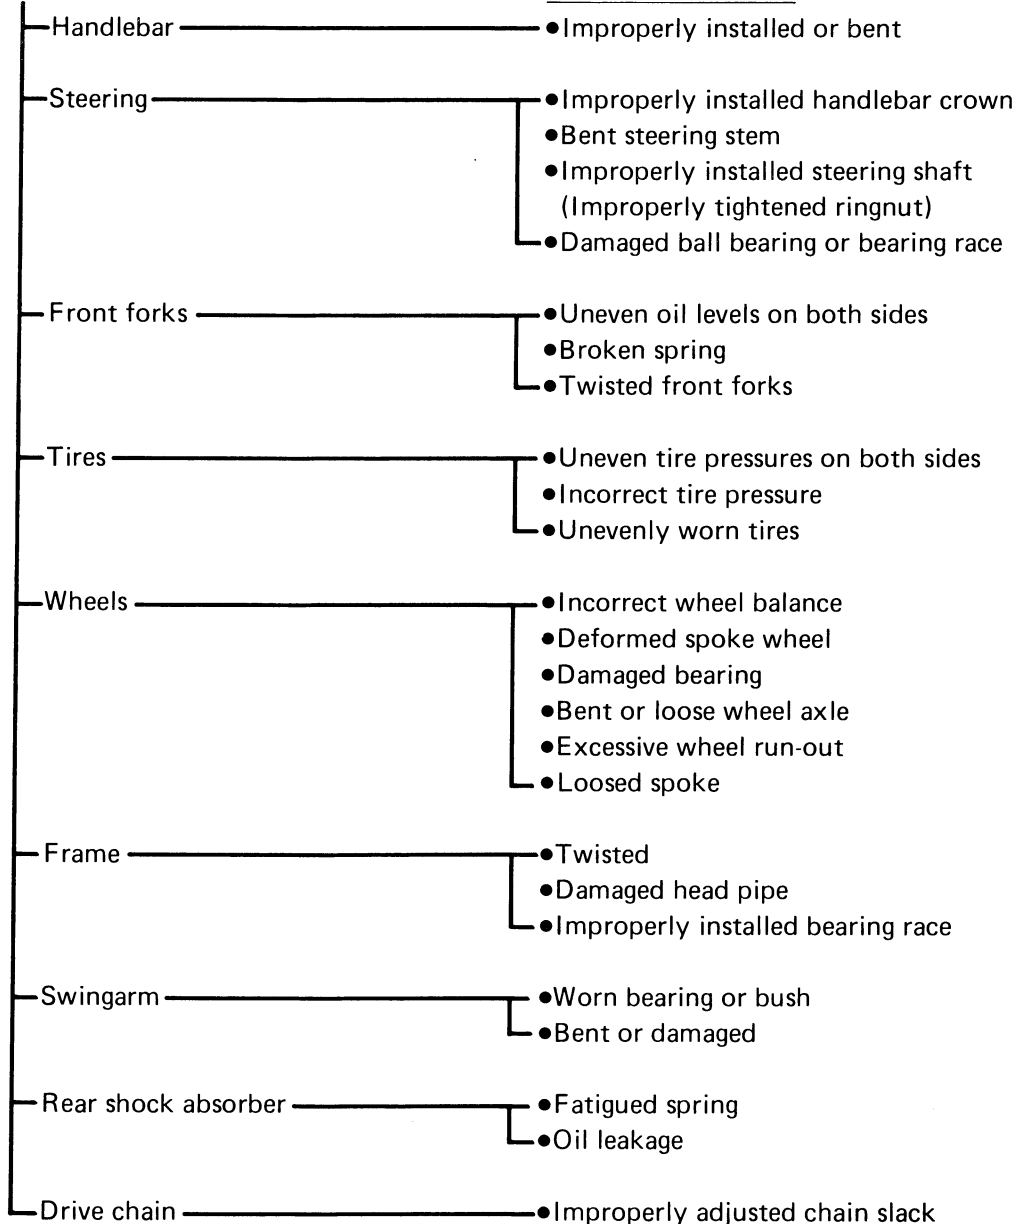 Handlebar ●Improperly installed or bent
Steering ●Improperly installed handlebar crown
●Bent steering stem
●Improperly installed steering shaft
(Improperly tightened ringnut)
●Damaged ball bearing or bearing race
Front forks ●Uneven oil levels on both sides
●Broken spring
●Twisted front forks
Tires ●Uneven tire pressures on both sides
●Incorrect tire pressure
●Unevenly worn tires
Wheels ●Incorrect wheel balance
●Deformed spoke wheel
●Damaged bearing
●Bent or loose wheel axle
●Excessive wheel run-out
●Loosed spoke
Frame ●Twisted
●Damaged head pipe
●Improperly installed bearing race
Swingarm ●Worn bearing or bush
●Bent or damaged
Rear shock absorber ●Fatigued spring
●Oil leakage
Drive chain ●Improperly adjusted chain slack